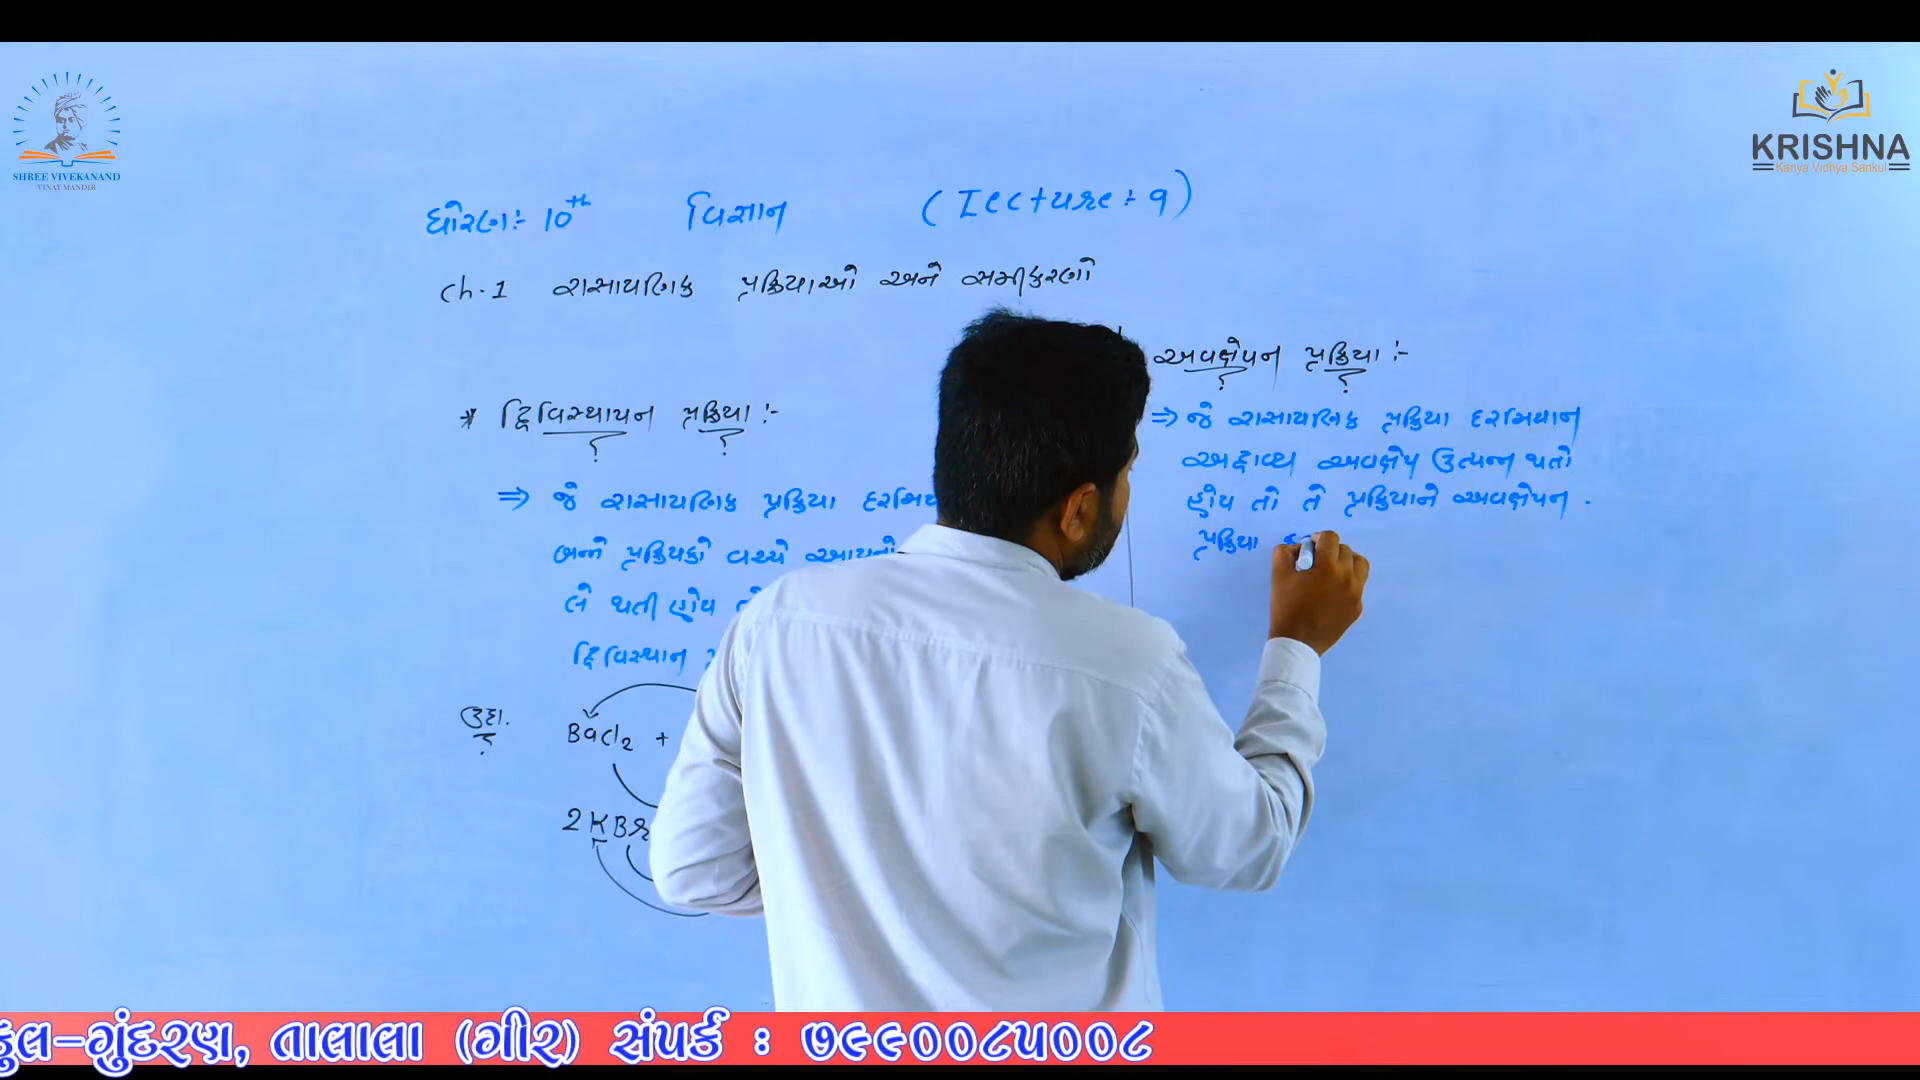 SHREE VIVEKANAND
VINAY MANDIR
KRISHNA
Kanya Vidhya Sankul
ધોરણ:- 10th વિજ્ઞાન (Lecture:9)
ch.1 રાસાયણિક પ્રક્રિયાઓ અને સમીકરણો
* દ્વિવિસ્થાપન પ્રક્રિયા:-
⇒ જે રાસાયણિક પ્રક્રિયા
બન્ને પ્રક્રિયકો વચ્ચે
લે થતી હોય
દ્વિવિસ્થાન
ઉદા.
BaCl2 +
2KBr
અવક્ષેપન પ્રક્રિયા:-
⇒ જે રાસાયણિક પ્રક્રિયા દરમિયાન
અદ્રાવ્ય અવક્ષેપ ઉત્પન્ન થતો
હોય તો તે પ્રક્રિયાને અવક્ષેપન.
પ્રક્રિયા
કુલ-ગુંદરણ, તાલાલા (ગીર) સંપર્ક : ૭૯૯૦૦૮૫૦૦૮